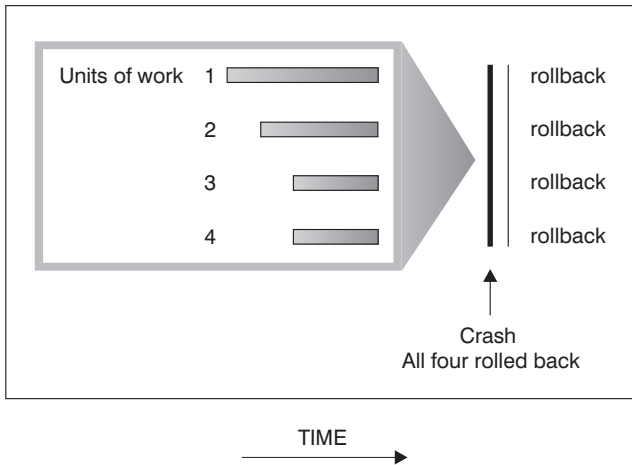 Units of work 1 rollback
2 rollback
3 rollback
4 rollback
Crash
All four rolled back
TIME